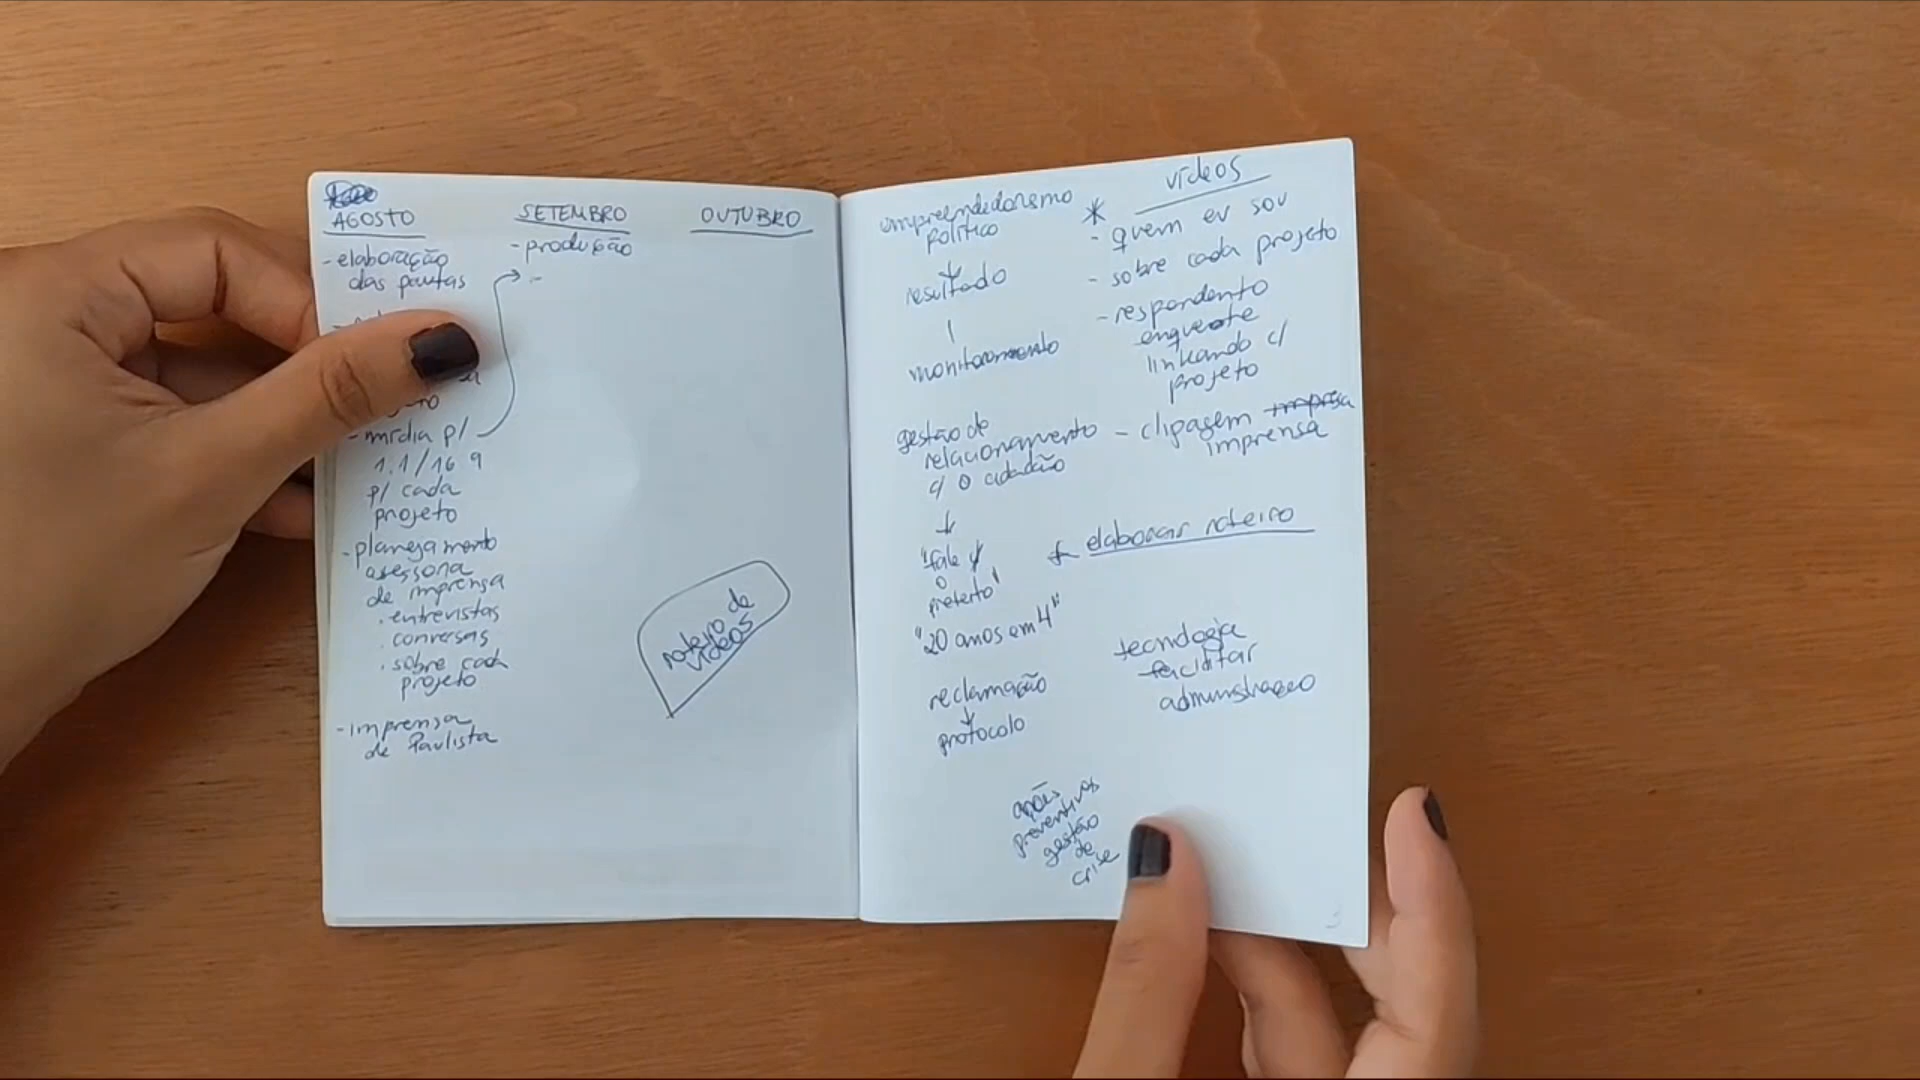 AGOSTO
- elaboração
das pautas
- mídia p/
1.1/16 9
p/ cada
projeto
- planejamento
assessoria
de imprensa
. entrevistas
. conversas
. sobre cada
projeto
- imprensa
de Paulista
SETEMBRO
- produção
-
OUTUBRO
roteiro de
vídeos
empreendedorismo
político
resultado
monitoramento
gestão de
relacionamento
c/ o cidadão
"fale c/
o
prefeito"
"20 anos em 4"
reclamação
protocolo
ações
preventivas
gestão
de
crise
vídeos
* - quem eu sou
- sobre cada projeto
- respondento
enquete
linkando c/
projeto
- clipagem
imprensa
elaborar roteiro
tecnologia
facilitar
administração
3